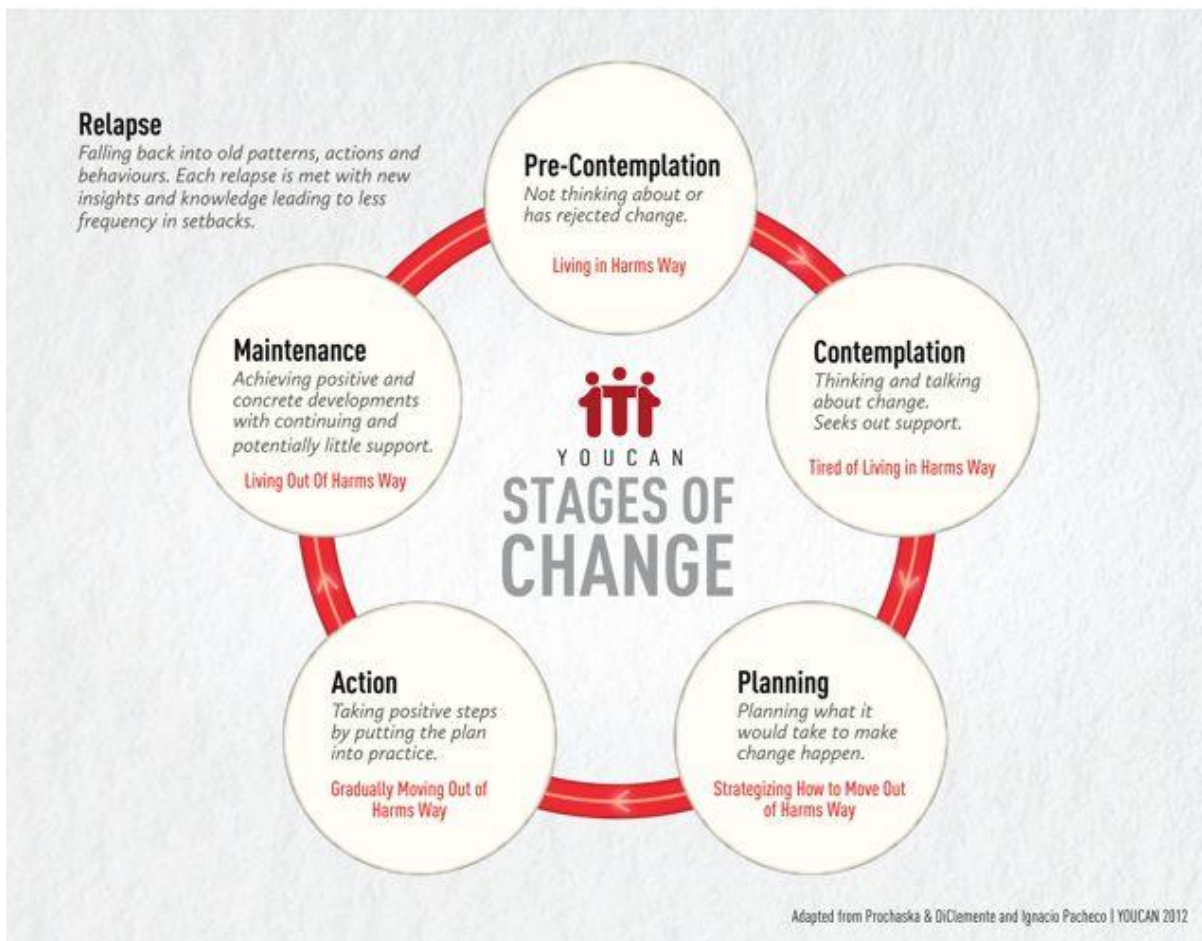 Relapse
Falling back into old patterns, actions and
behaviours. Each relapse is met with new
insights and knowledge leading to less
frequency in setbacks.
Pre-Contemplation
Not thinking about or
has rejected change.
Living in Harms Way
Contemplation
Thinking and talking
about change.
Seeks out support.
Tired of Living in Harms Way
Planning
Planning what it
would take to make
change happen.
Strategizing How to Move Out
of Harms Way
Action
Taking positive steps
by putting the plan
into practice.
Gradually Moving Out of
Harms Way
Maintenance
Achieving positive and
concrete developments
with continuing and
potentially little support.
Living Out Of Harms Way
YOUCAN
STAGES OF
CHANGE
Adapted from Prochaska & DiClemente and Ignacio Pacheco | YOUCAN 2012